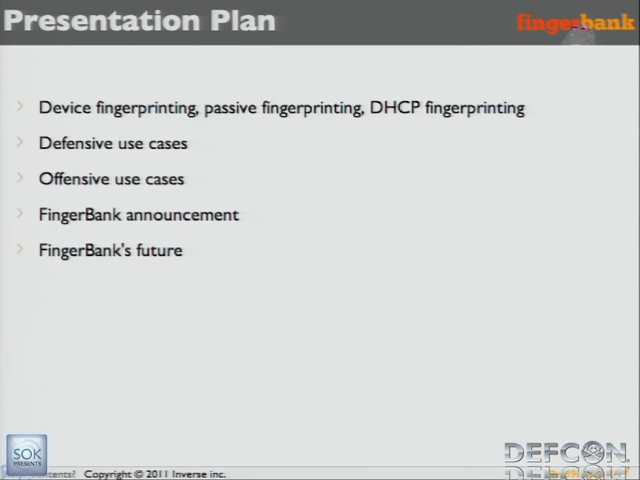 Presentation Plan
fingerbank
Device fingerprinting, passive fingerprinting, DHCP fingerprinting
Defensive use cases
Offensive use cases
FingerBank announcement
FingerBank's future
SOK
PRESENTS
Copyright © 2011 Inverse inc.
DEFCON